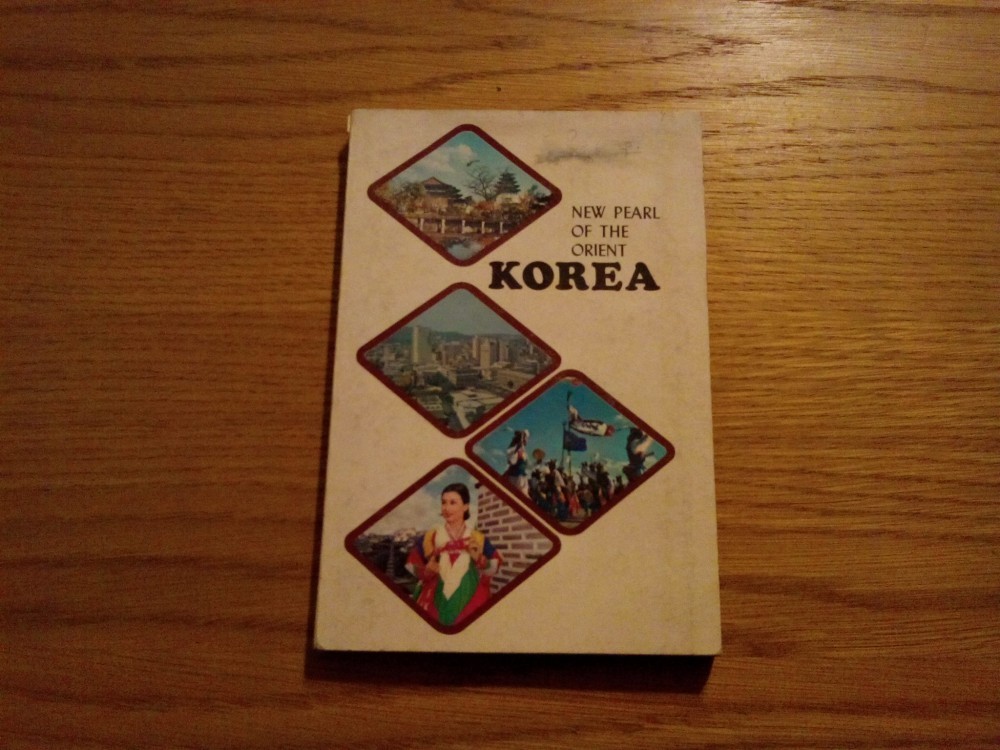 NEW PEARL
OF THE
ORIENT
KOREA